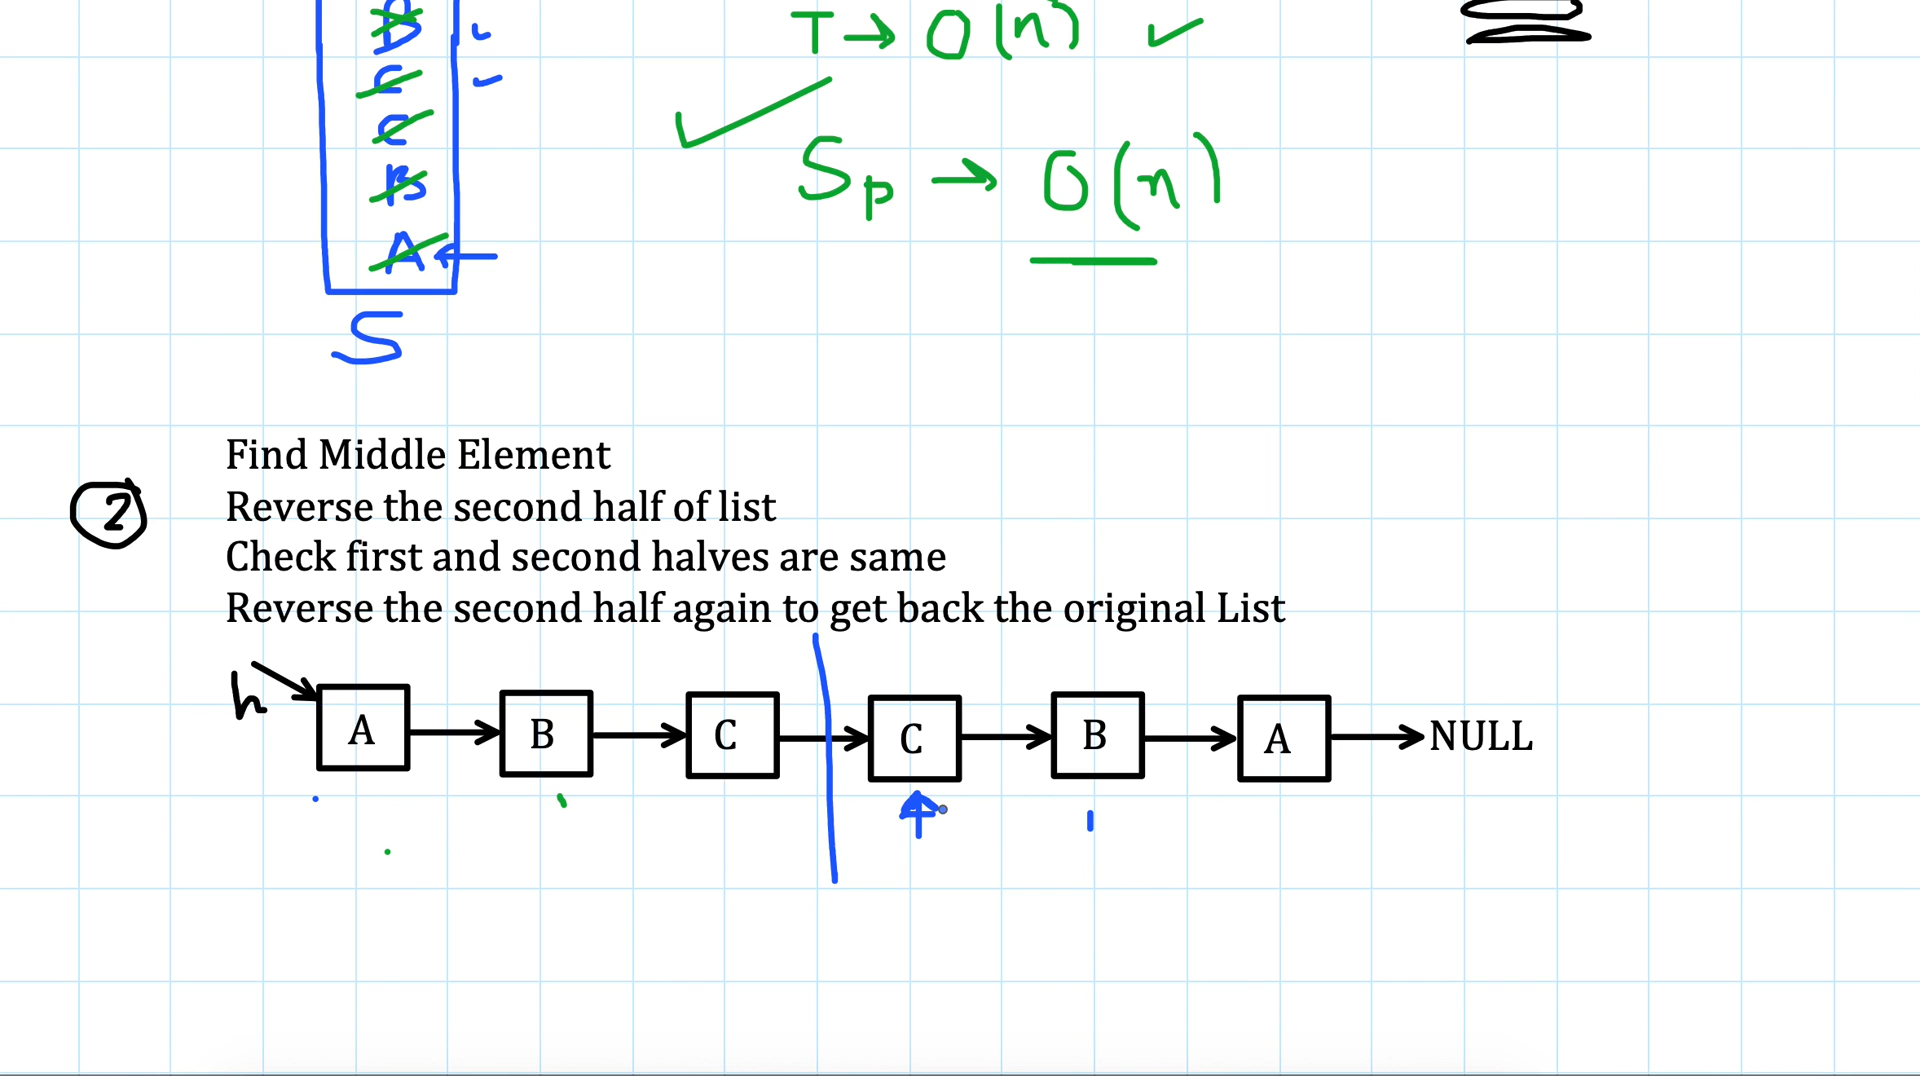 T → O(n) ✓
C
C
B
A
✓ Sp → O(n)
S
② Find Middle Element
Reverse the second half of list
Check first and second halves are same
Reverse the second half again to get back the original List
h
A → B → C → C → B → A → NULL